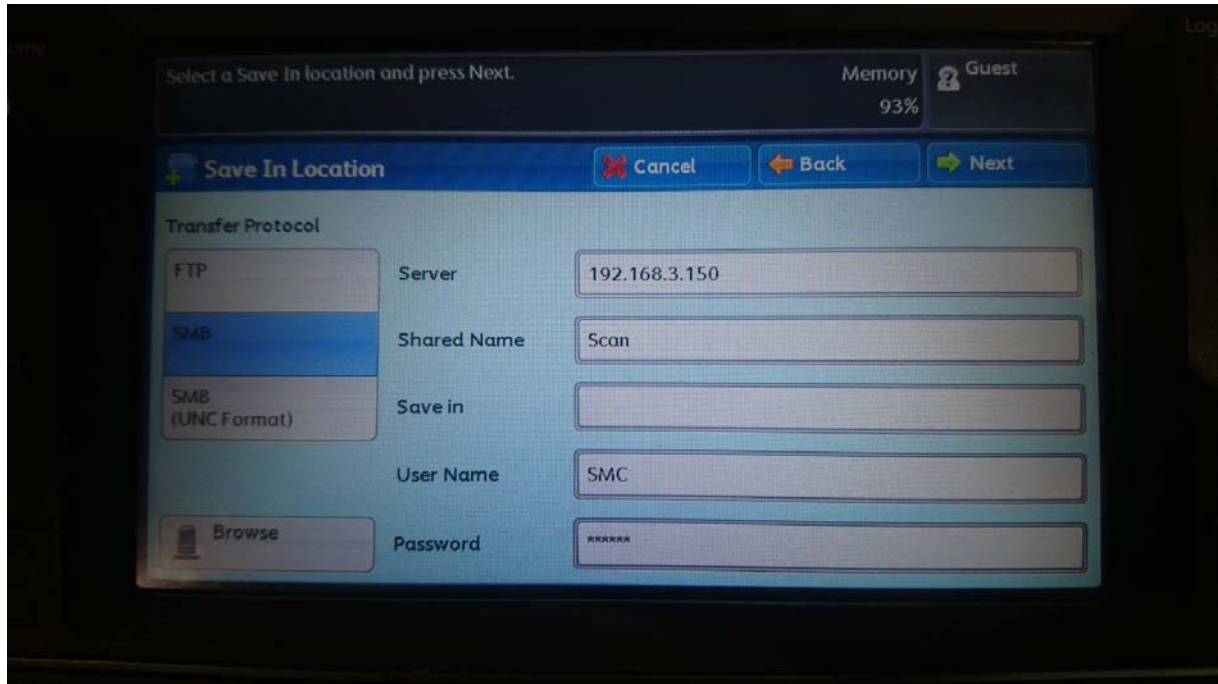 Select a Save In location and press Next.
Memory
93%
Guest
Save In Location
Cancel
Back
Next
Transfer Protocol
FTP
Server
192.168.3.150
SMB
Shared Name
Scan
SMB
(UNC Format)
Save in
User Name
SMC
Browse
Password
******